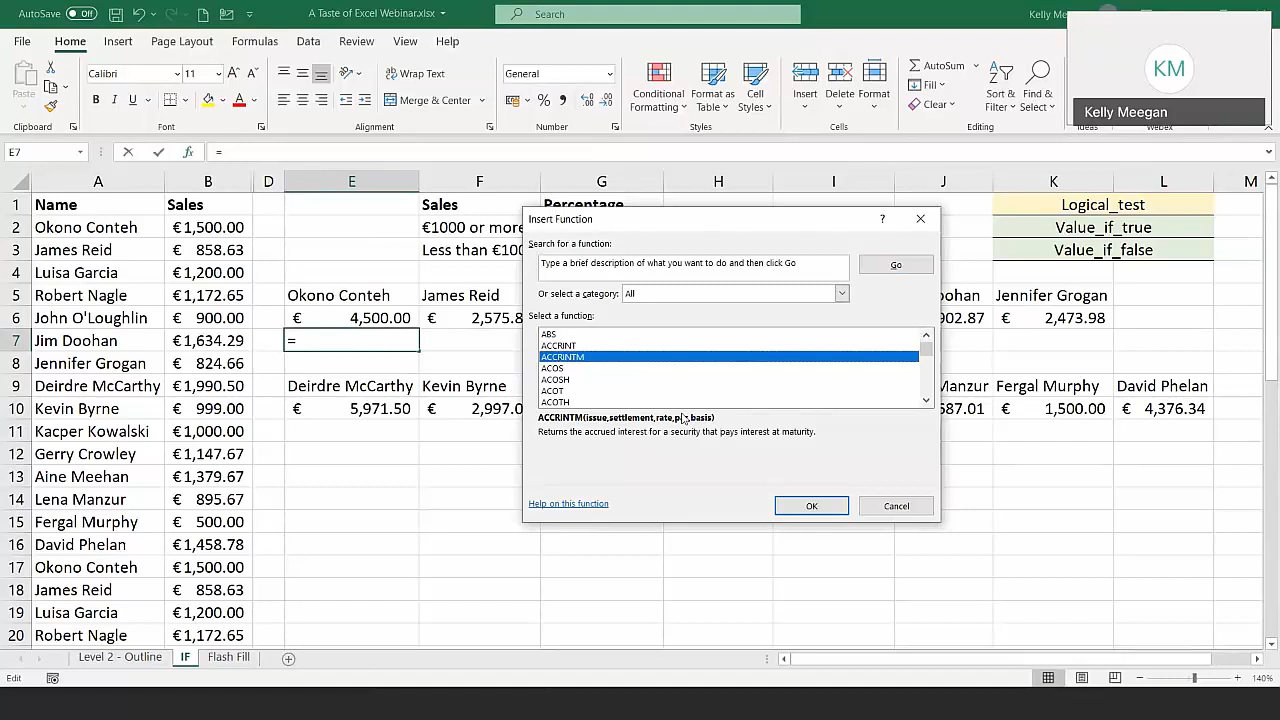 AutoSave Off A Taste of Excel Webinar.xlsx Search Kelly Me
KM
Kelly Meegan
File Home Insert Page Layout Formulas Data Review View Help
Paste Calibri 11 A A Wrap Text General Conditional Formatting Format as Table Cell Styles Insert Delete Format AutoSum Fill Clear Sort & Filter Find & Select
B I U A Merge & Center % ,
Clipboard Font Alignment Number Styles Cells Editing Ideas Webex
E7 fx =
A B D E F G H I J K L M
1 Name Sales Sales Percentage Logical_test
2 Okono Conteh € 1,500.00 €1000 or more Value_if_true
3 James Reid € 858.63 Less than €100 Value_if_false
4 Luisa Garcia € 1,200.00
5 Robert Nagle € 1,172.65 Okono Conteh James Reid oohan Jennifer Grogan
6 John O'Loughlin € 900.00 € 4,500.00 € 2,575.8 902.87 € 2,473.98
7 Jim Doohan € 1,634.29 =
8 Jennifer Grogan € 824.66
9 Deirdre McCarthy € 1,990.50 Deirdre McCarthy Kevin Byrne Manzur Fergal Murphy David Phelan
10 Kevin Byrne € 999.00 € 5,971.50 € 2,997.0 587.01 € 1,500.00 € 4,376.34
11 Kacper Kowalski € 1,000.00
12 Gerry Crowley € 1,147.67
13 Aine Meehan € 1,379.67
14 Lena Manzur € 895.67
15 Fergal Murphy € 500.00
16 David Phelan € 1,458.78
17 Okono Conteh € 1,500.00
18 James Reid € 858.63
19 Luisa Garcia € 1,200.00
20 Robert Nagle € 1,172.65
Insert Function ?
Search for a function:
Type a brief description of what you want to do and then click Go Go
Or select a category: All
Select a function:
ABS
ACCRINT
ACCRINTM
ACOS
ACOSH
ACOT
ACOTH
ACCRINTM(issue,settlement,rate,par,basis)
Returns the accrued interest for a security that pays interest at maturity.
Help on this function OK Cancel
Level 2 - Outline IF Flash Fill
Edit 140%